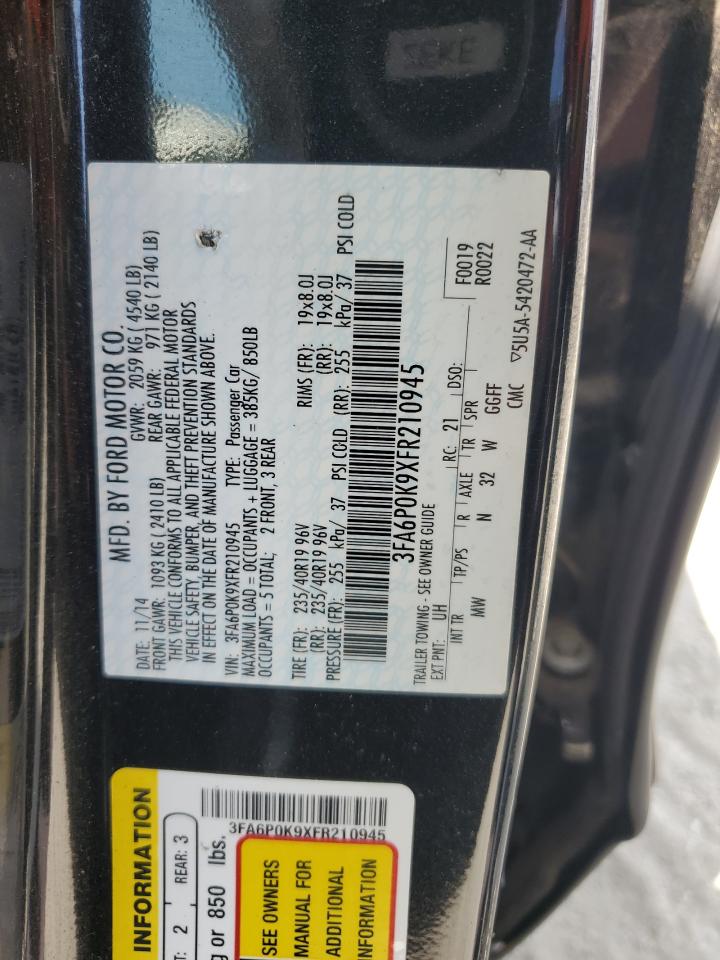 SEKE
MFD. BY FORD MOTOR CO.
DATE: 11/14 GVWR: 2059 KG ( 4540 LB)
FRONT GAWR: 1093 KG ( 2410 LB) REAR GAWR: 971 KG ( 2140 LB)
THIS VEHICLE CONFORMS TO ALL APPLICABLE FEDERAL MOTOR
VEHICLE SAFETY, BUMPER, AND THEFT PREVENTION STANDARDS
IN EFFECT ON THE DATE OF MANUFACTURE SHOWN ABOVE.
VIN: 3FA6P0K9XFR210945 TYPE: Passenger Car
MAXIMUM LOAD = OCCUPANTS + LUGGAGE = 385KG/ 850LB
OCCUPANTS = 5 TOTAL; 2 FRONT, 3 REAR
TIRE (FR): 235/40R19 96V RIMS (FR): 19x8.0J
(RR): 235/40R19 96V (RR): 19x8.0J
PRESSURE (FR): 255 kPa/ 37 PSI COLD (RR): 255 kPa/ 37 PSI COLD
3FA6P0K9XFR210945
TRAILER TOWING - SEE OWNER GUIDE F0019
EXT PNT: UH RC: 21 DSO: R0022
INT TR TP/PS R AXLE TR SPR
MW N 32 W GGFF
CMC ▽5U5A-5420472-AA
INFORMATION
T: 2 REAR: 3
g or 850 lbs.
3FA6P0K9XFR210945
SEE OWNERS
MANUAL FOR
ADDITIONAL
INFORMATION